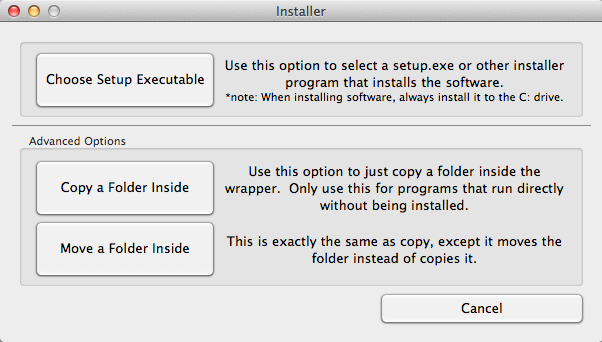 Installer
Choose Setup Executable
Use this option to select a setup.exe or other installer
program that installs the software.
*note: When installing software, always install it to the C: drive.
Advanced Options
Copy a Folder Inside
Use this option to just copy a folder inside the
wrapper.  Only use this for programs that run directly
without being installed.
Move a Folder Inside
This is exactly the same as copy, except it moves the
folder instead of copies it.
Cancel